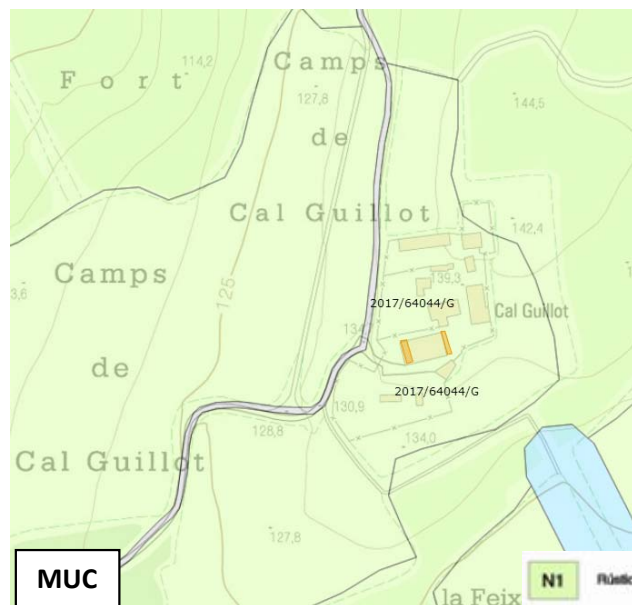 114,2
Camps
Fort
127,8
144,5
de
Cal Guillot
142,4
Camps
125
139,3
3,6
2017/64044/G
Cal Guillot
de
2017/64044/G
130,9
128,8
134,0
Cal Guillot
127,8
MUC
N1
la Feix